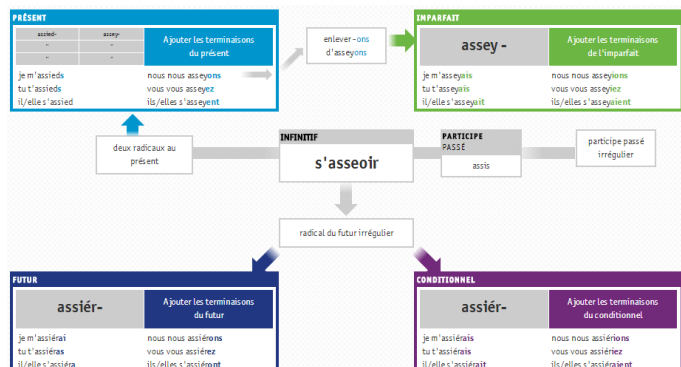 PRÉSENT
assied-
assey-
"
"
"
"
Ajouter les terminaisons
du présent
je m'assieds
tu t'assieds
il/elle s'assied
nous nous asseyons
vous vous asseyez
ils/elles s'asseyent
enlever -ons
d'asseyons
IMPARFAIT
assey -
Ajouter les terminaisons
de l'imparfait
je m'asseyais
tu t'asseyais
il/elle s'asseyait
nous nous asseyions
vous vous asseyiez
ils/elles s'asseyaient
deux radicaux au
présent
INFINITIF
s'asseoir
PARTICIPE
PASSÉ
assis
participe passé
irrégulier
radical du futur irrégulier
FUTUR
assiér-
Ajouter les terminaisons
du futur
je m'assiérai
tu t'assiéras
il/elle s'assiéra
nous nous assiérons
vous vous assiérez
ils/elles s'assiéront
CONDITIONNEL
assiér-
Ajouter les terminaisons
du conditionnel
je m'assiérais
tu t'assiérais
il/elle s'assiérait
nous nous assiérions
vous vous assiériez
ils/elles s'assiéraient